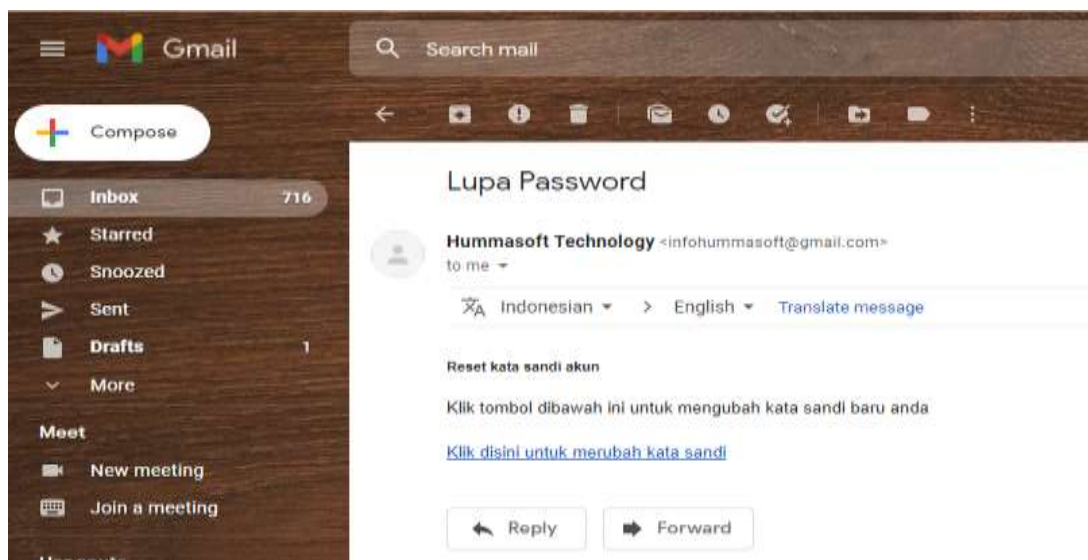 Gmail
Search mail
Compose
Inbox 716
Starred
Snoozed
Sent
Drafts 1
More
Meet
New meeting
Join a meeting
Lupa Password
Hummasoft Technology <infohummasoft@gmail.com>
to me
Indonesian > English Translate message
Reset kata sandi akun
Klik tombol dibawah ini untuk mengubah kata sandi baru anda
Klik disini untuk merubah kata sandi
Reply Forward